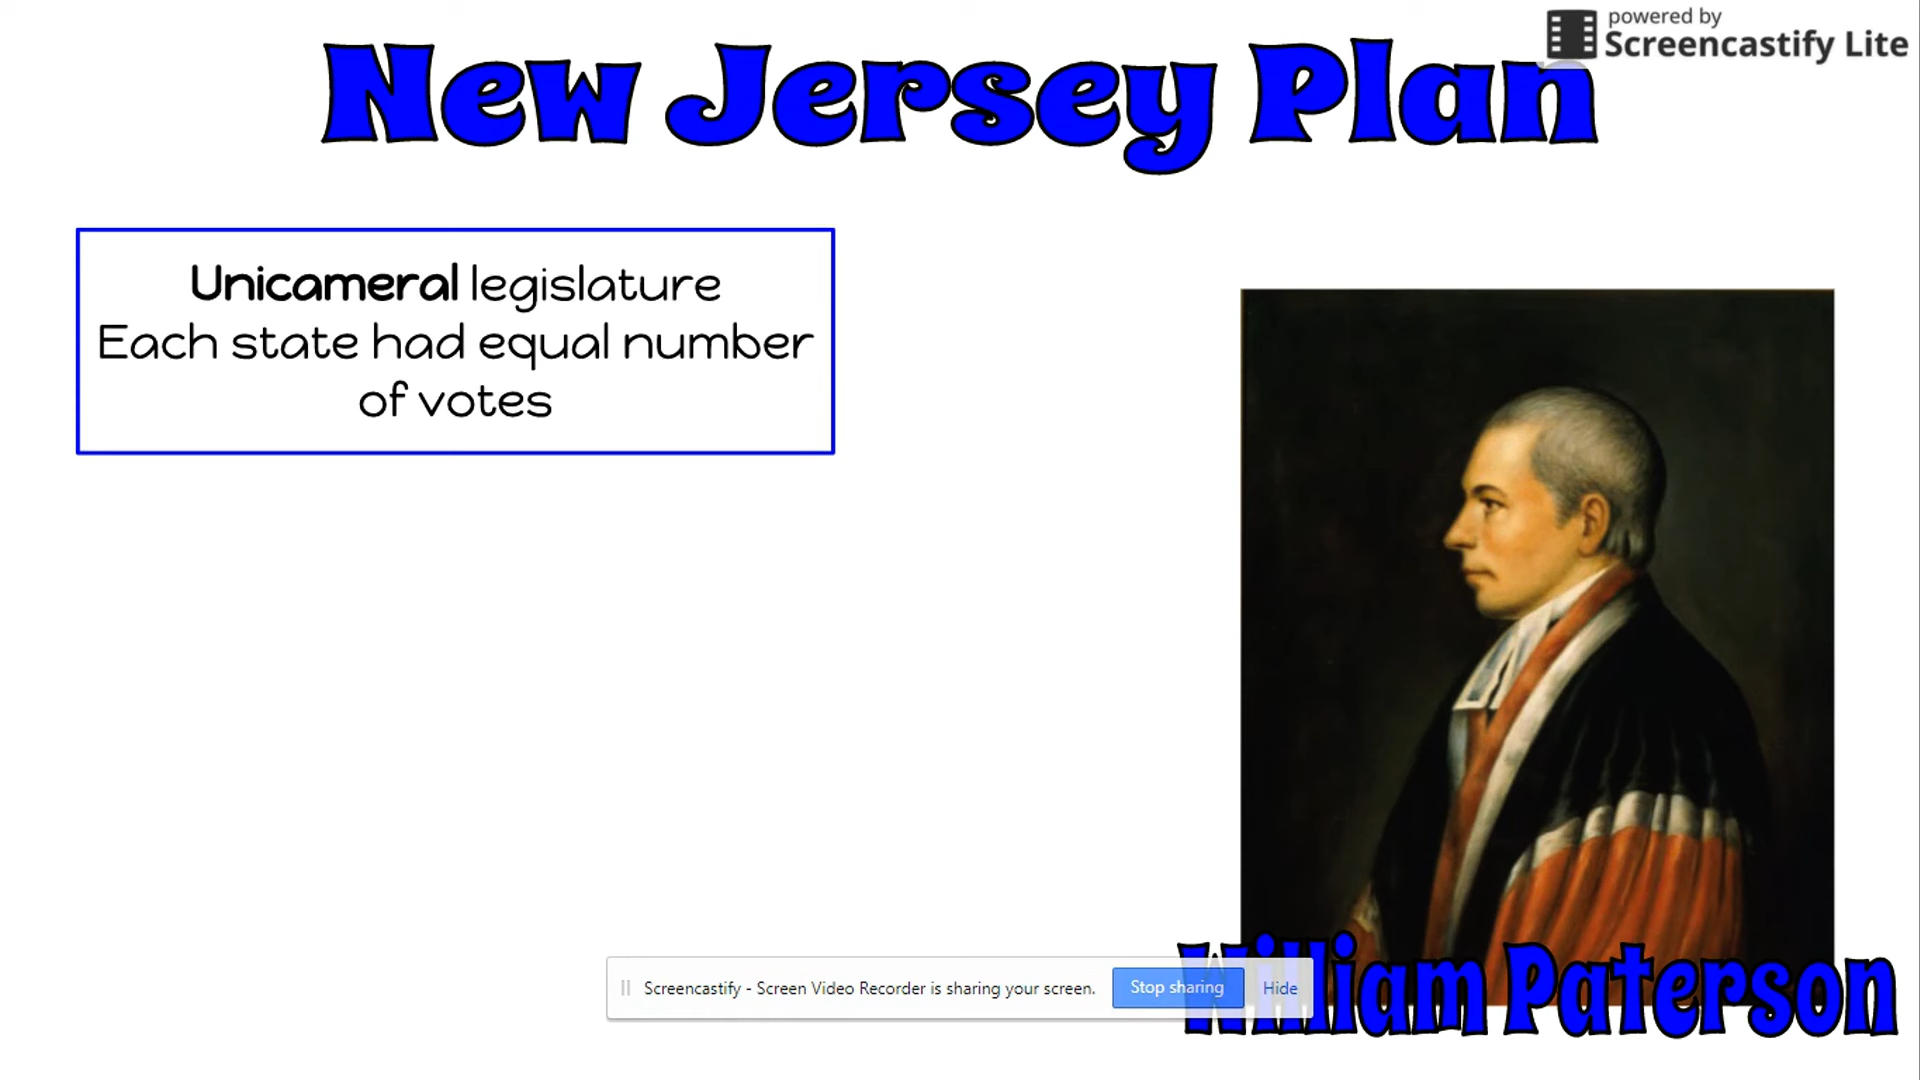 powered by
Screencastify Lite
New Jersey Plan
Unicameral legislature
Each state had equal number
of votes
William Paterson
Screencastify - Screen Video Recorder is sharing your screen.
Stop sharing
Hide